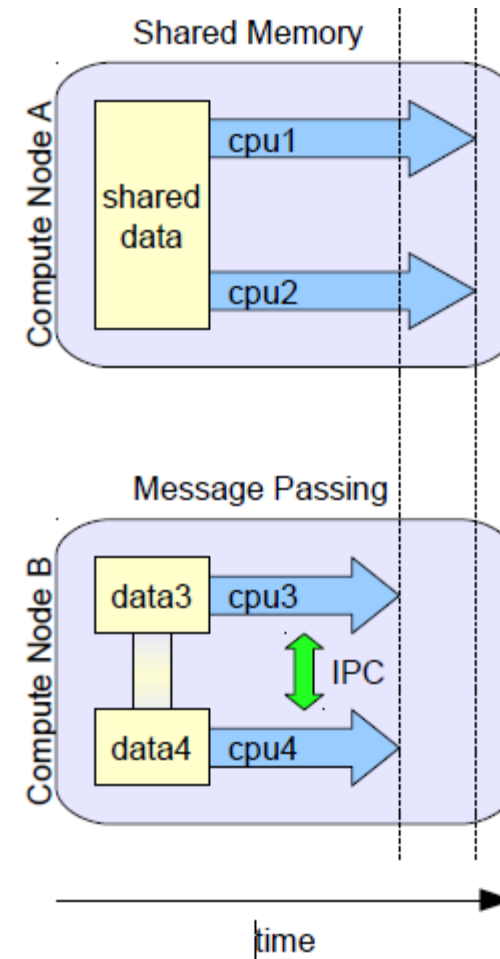 Shared Memory
Compute Node A
shared
data
cpu1
cpu2
Message Passing
Compute Node B
data3
cpu3
IPC
data4
cpu4
time